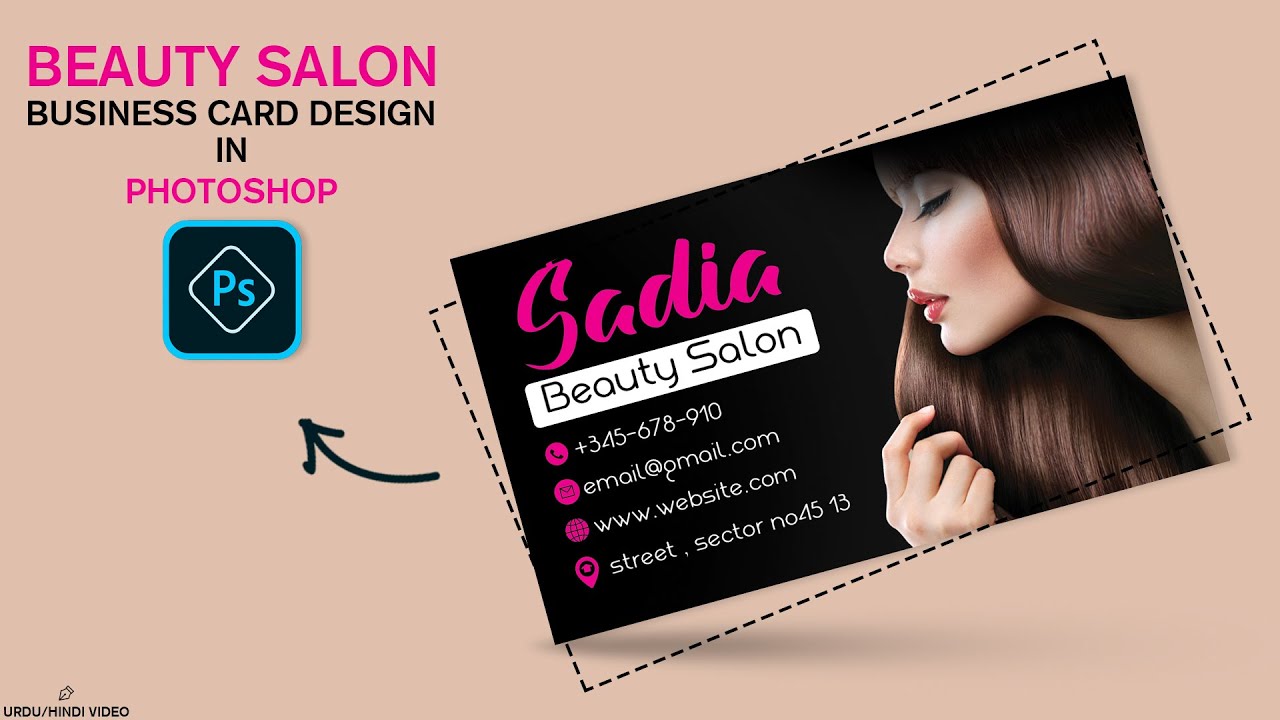 BEAUTY SALON
BUSINESS CARD DESIGN
IN
PHOTOSHOP
Ps
Sadia
Beauty Salon
+345-678-910
email@gmail.com
www.website.com
street , sector no45 13
URDU/HINDI VIDEO